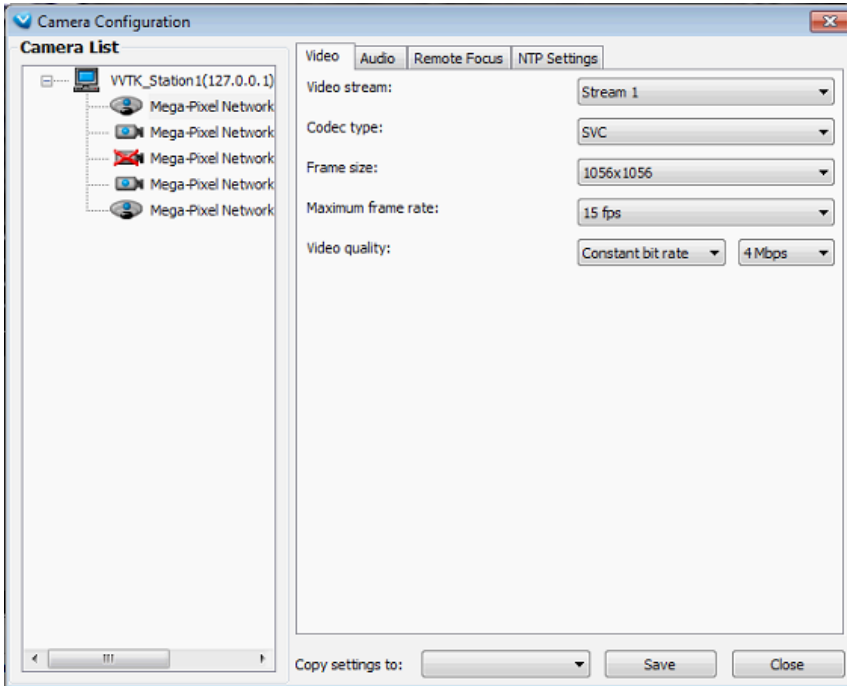 Camera Configuration
Camera List
VVTK_Station1(127.0.0.1)
Mega-Pixel Network
Mega-Pixel Network
Mega-Pixel Network
Mega-Pixel Network
Mega-Pixel Network
Video Audio Remote Focus NTP Settings
Video stream: Stream 1
Codec type: SVC
Frame size: 1056x1056
Maximum frame rate: 15 fps
Video quality: Constant bit rate 4 Mbps
Copy settings to: Save Close